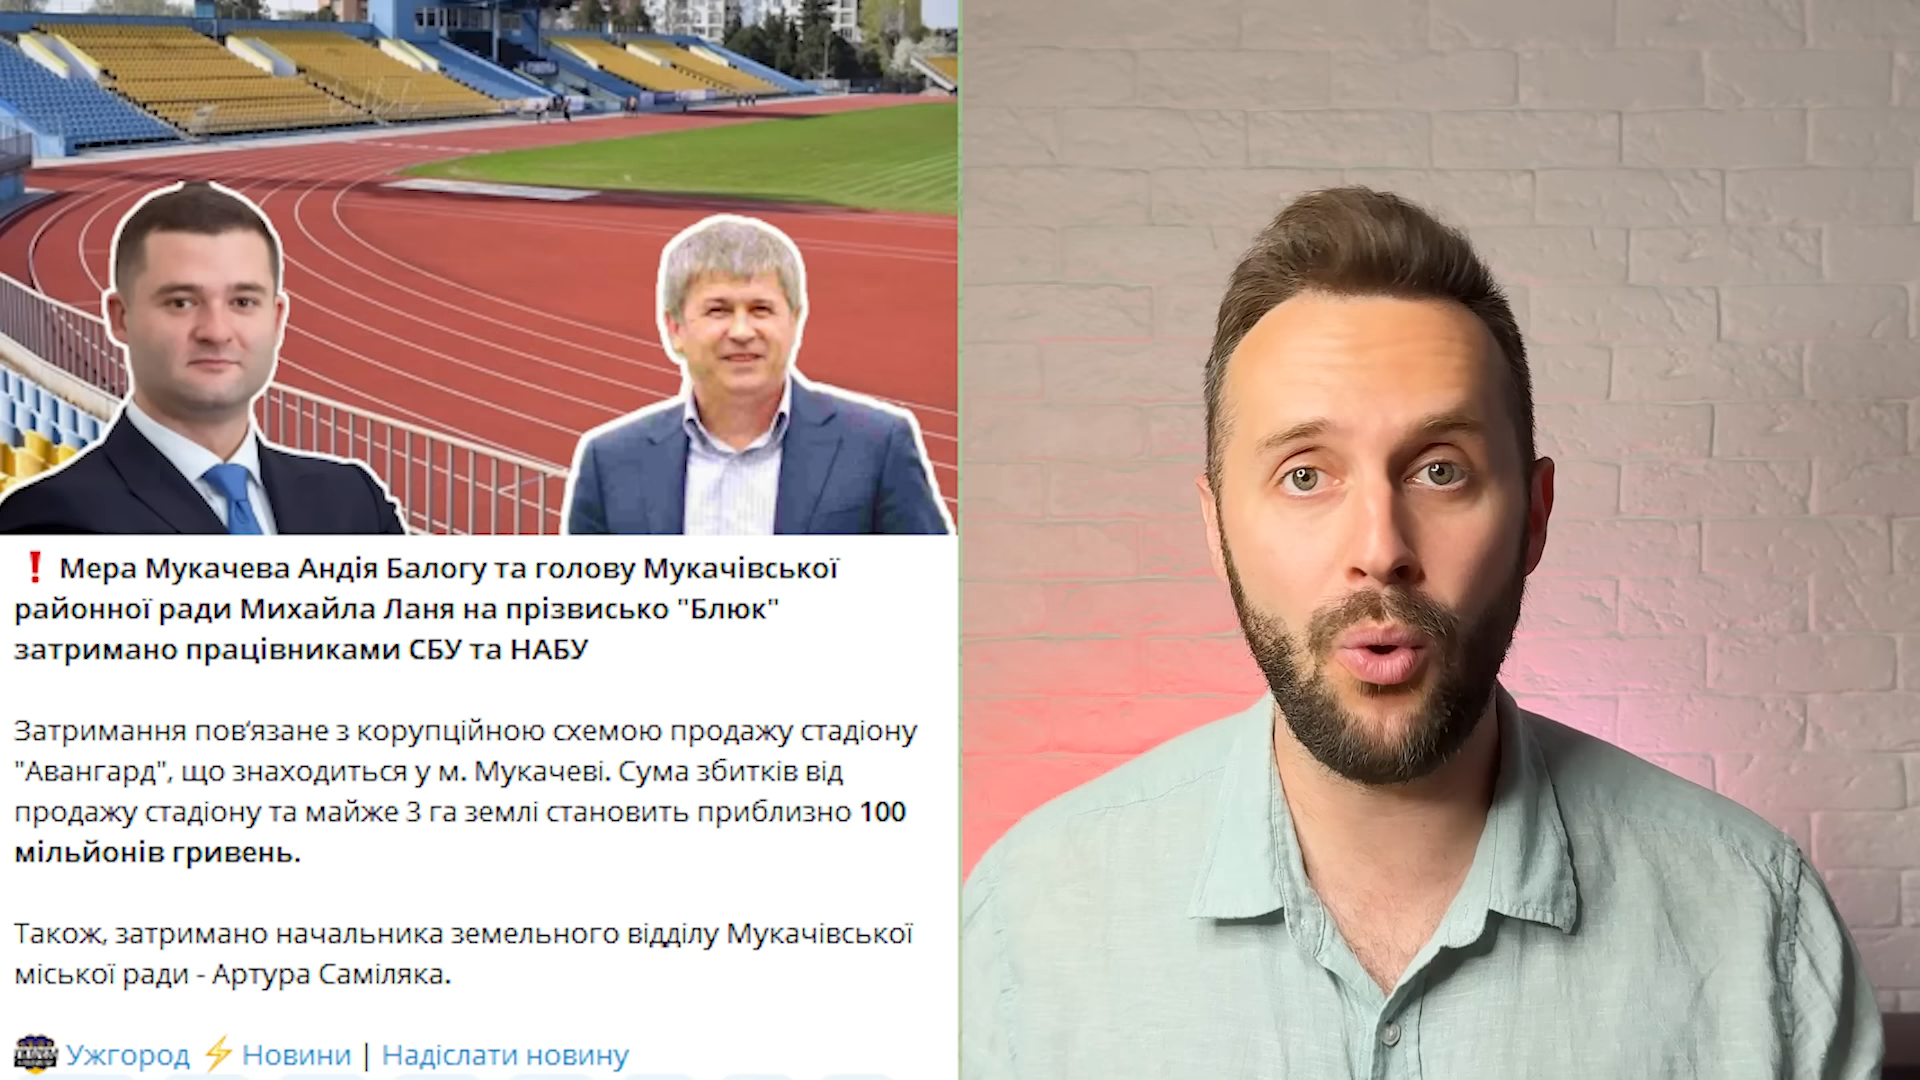 ❗ Мера Мукачева Андія Балогу та голову Мукачівської
районної ради Михайла Ланя на прізвисько "Блюк"
затримано працівниками СБУ та НАБУ
Затримання пов‘язане з корупційною схемою продажу стадіону
"Авангард", що знаходиться у м. Мукачеві. Сума збитків від
продажу стадіону та майже 3 га землі становить приблизно 100
мільйонів гривень.
Також, затримано начальника земельного відділу Мукачівської
міської ради - Артура Саміляка.
Ужгород ⚡ Новини | Надіслати новину